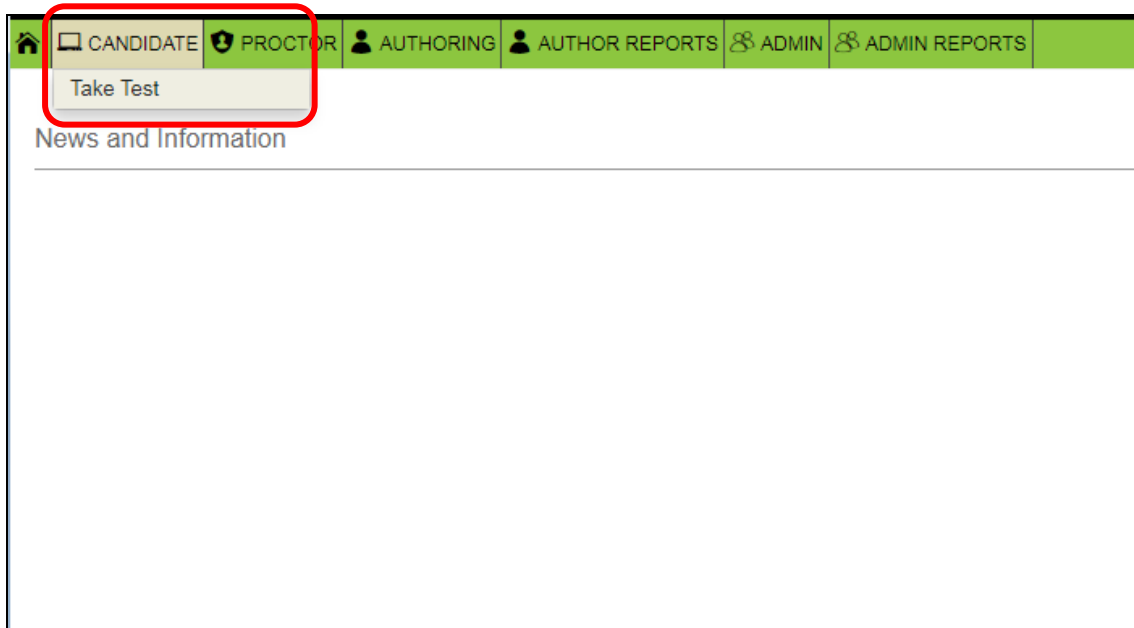 CANDIDATE PROCTOR AUTHORING AUTHOR REPORTS ADMIN ADMIN REPORTS
Take Test
News and Information